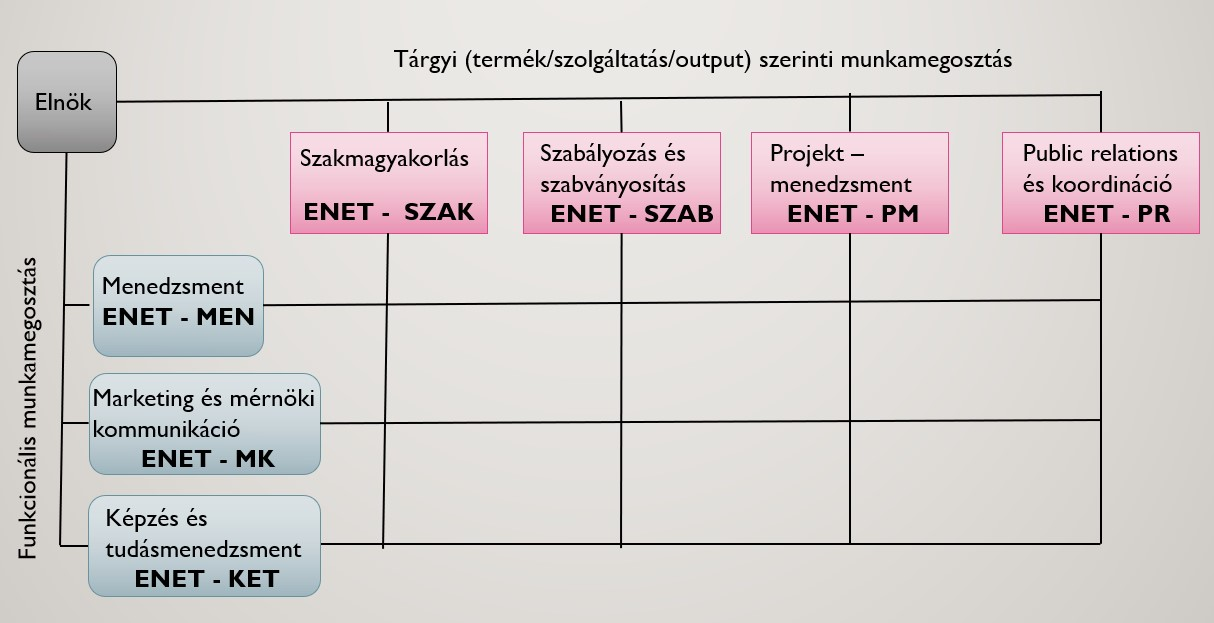 Tárgyi (termék/szolgáltatás/output) szerinti munkamegosztás
Elnök
Szakmagyakorlás
ENET - SZAK
Szabályozás és
szabványosítás
ENET - SZAB
Projekt –
menedzsment
ENET - PM
Public relations
és koordináció
ENET - PR
Funkcionális munkamegosztás
Menedzsment
ENET - MEN
Marketing és mérnöki
kommunikáció
ENET - MK
Képzés és
tudásmenedzsment
ENET - KET